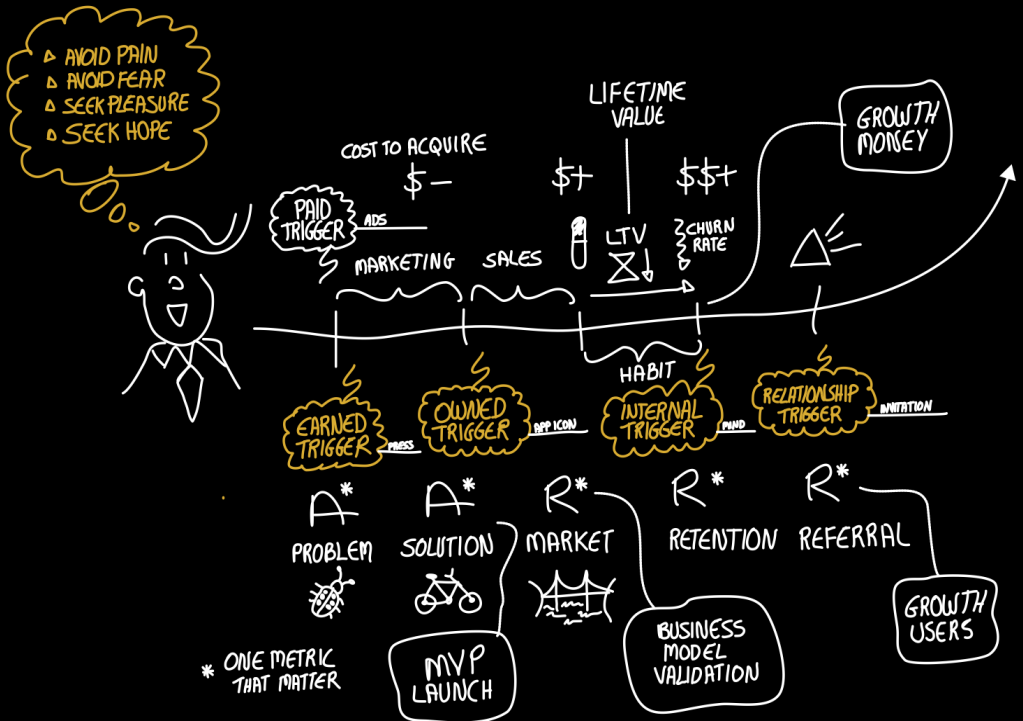 AVOID PAIN
AVOID FEAR
SEEK PLEASURE
SEEK HOPE
LIFETIME
VALUE
GROWTH
MONEY
COST TO ACQUIRE
$ -
$+
$$+
PAID
TRIGGER
ADS
LTV
CHURN
RATE
MARKETING
SALES
HABIT
EARNED
TRIGGER
PRESS
OWNED
TRIGGER
APP ICON
INTERNAL
TRIGGER
RELATIONSHIP
TRIGGER
INVITATION
A*
A*
R*
R*
R*
PROBLEM
SOLUTION
MARKET
RETENTION
REFERRAL
GROWTH
USERS
BUSINESS
MODEL
VALIDATION
MVP
LAUNCH
* ONE METRIC
THAT MATTER